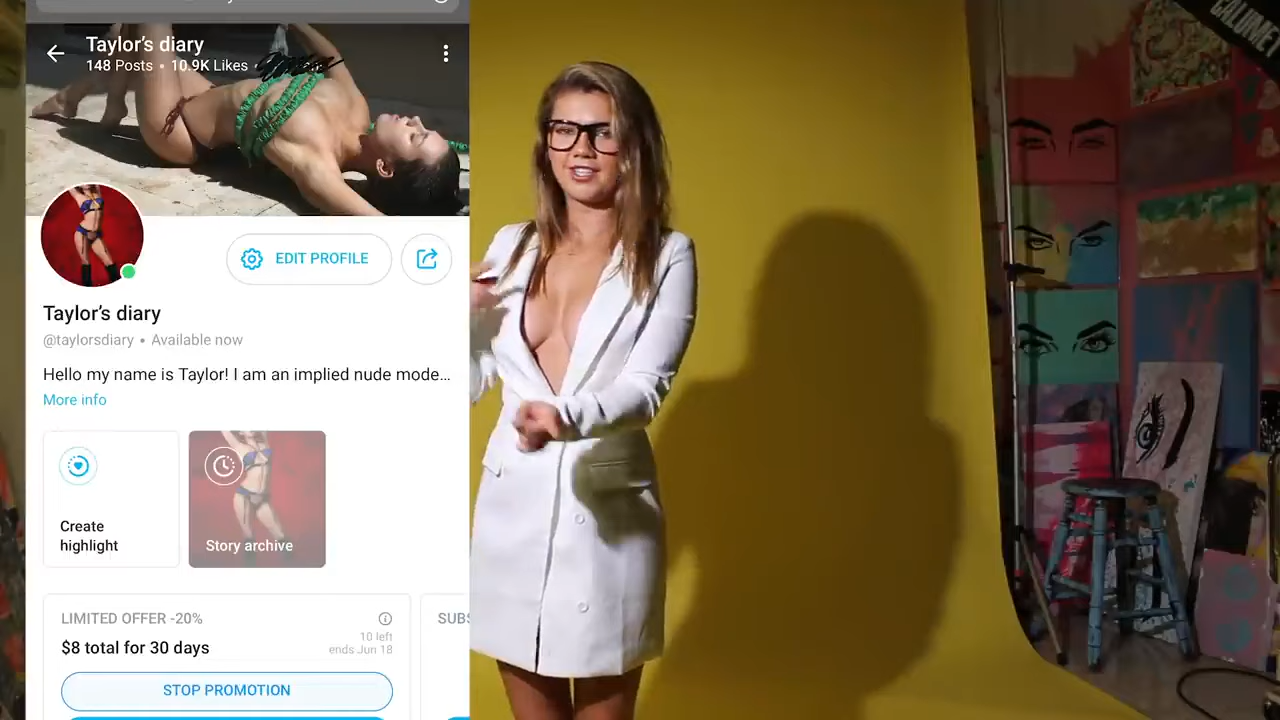 Taylor's diary
148 Posts • 10.9K Likes •
EDIT PROFILE
Taylor's diary
@taylorsdiary • Available now
Hello my name is Taylor! I am an implied nude mode...
More info
Create
highlight
Story archive
LIMITED OFFER -20%
SUBS
$8 total for 30 days
10 left
ends Jun 18
STOP PROMOTION
CALUMET